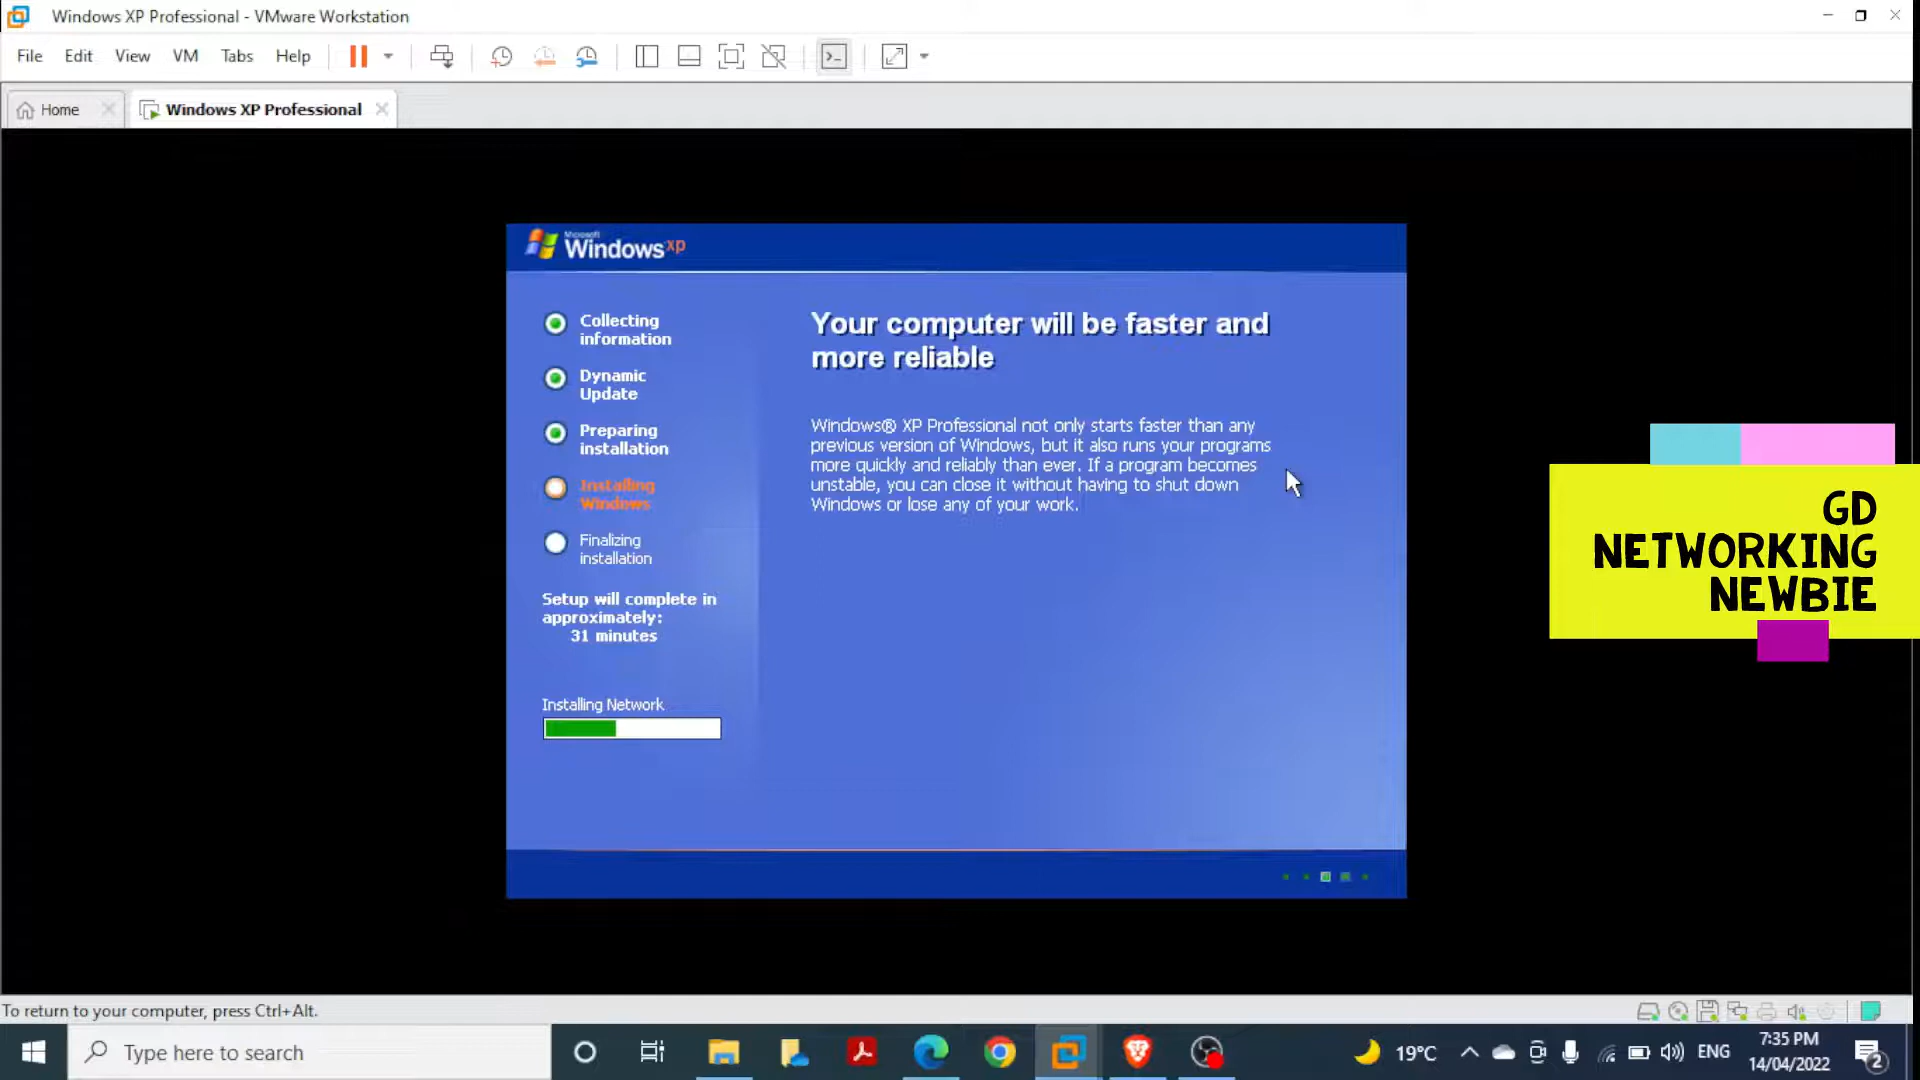 Windows XP Professional - VMware Workstation
File Edit View VM Tabs Help
Home
Windows XP Professional
Microsoft
Windows xp
Collecting
information
Dynamic
Update
Preparing
installation
Installing
Windows
Finalizing
installation
Setup will complete in
approximately:
31 minutes
Installing Network
Your computer will be faster and
more reliable
Windows® XP Professional not only starts faster than any
previous version of Windows, but it also runs your programs
more quickly and reliably than ever. If a program becomes
unstable, you can close it without having to shut down
Windows or lose any of your work.
GD
NETWORKING
NEWBIE
To return to your computer, press Ctrl+Alt.
Type here to search
19°C
ENG
7:35 PM
14/04/2022
2